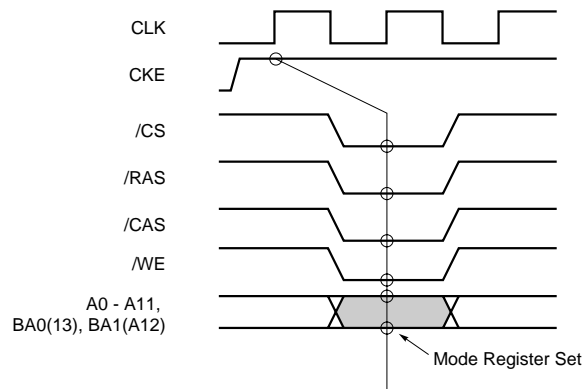 CLK
CKE
/CS
/RAS
/CAS
/WE
A0 - A11,
BA0(13), BA1(A12)
Mode Register Set